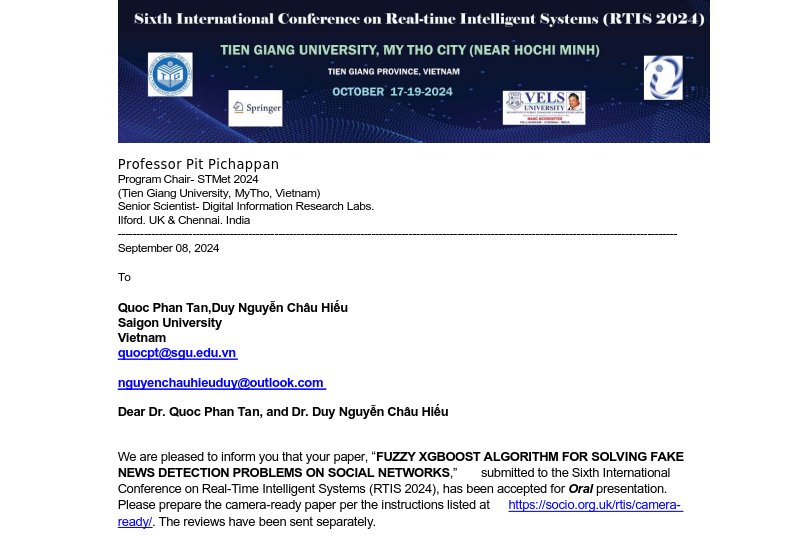 Sixth International Conference on Real-time Intelligent Systems (RTIS 2024)
TIEN GIANG UNIVERSITY, MY THO CITY (NEAR HOCHI MINH)
TIEN GIANG PROVINCE, VIETNAM
OCTOBER 17-19-2024
Springer
VELS
UNIVERSITY
Professor Pit Pichappan
Program Chair- STMet 2024
(Tien Giang University, MyTho, Vietnam)
Senior Scientist- Digital Information Research Labs.
Ilford. UK & Chennai. India
September 08, 2024
To
Quoc Phan Tan,Duy Nguyễn Châu Hiếu
Saigon University
Vietnam
quocpt@sgu.edu.vn
nguyenchauhieuduy@outlook.com
Dear Dr. Quoc Phan Tan, and Dr. Duy Nguyễn Châu Hiếu
We are pleased to inform you that your paper, “FUZZY XGBOOST ALGORITHM FOR SOLVING FAKE
NEWS DETECTION PROBLEMS ON SOCIAL NETWORKS,” submitted to the Sixth International
Conference on Real-Time Intelligent Systems (RTIS 2024), has been accepted for Oral presentation.
Please prepare the camera-ready paper per the instructions listed at https://socio.org.uk/rtis/camera-
ready/. The reviews have been sent separately.